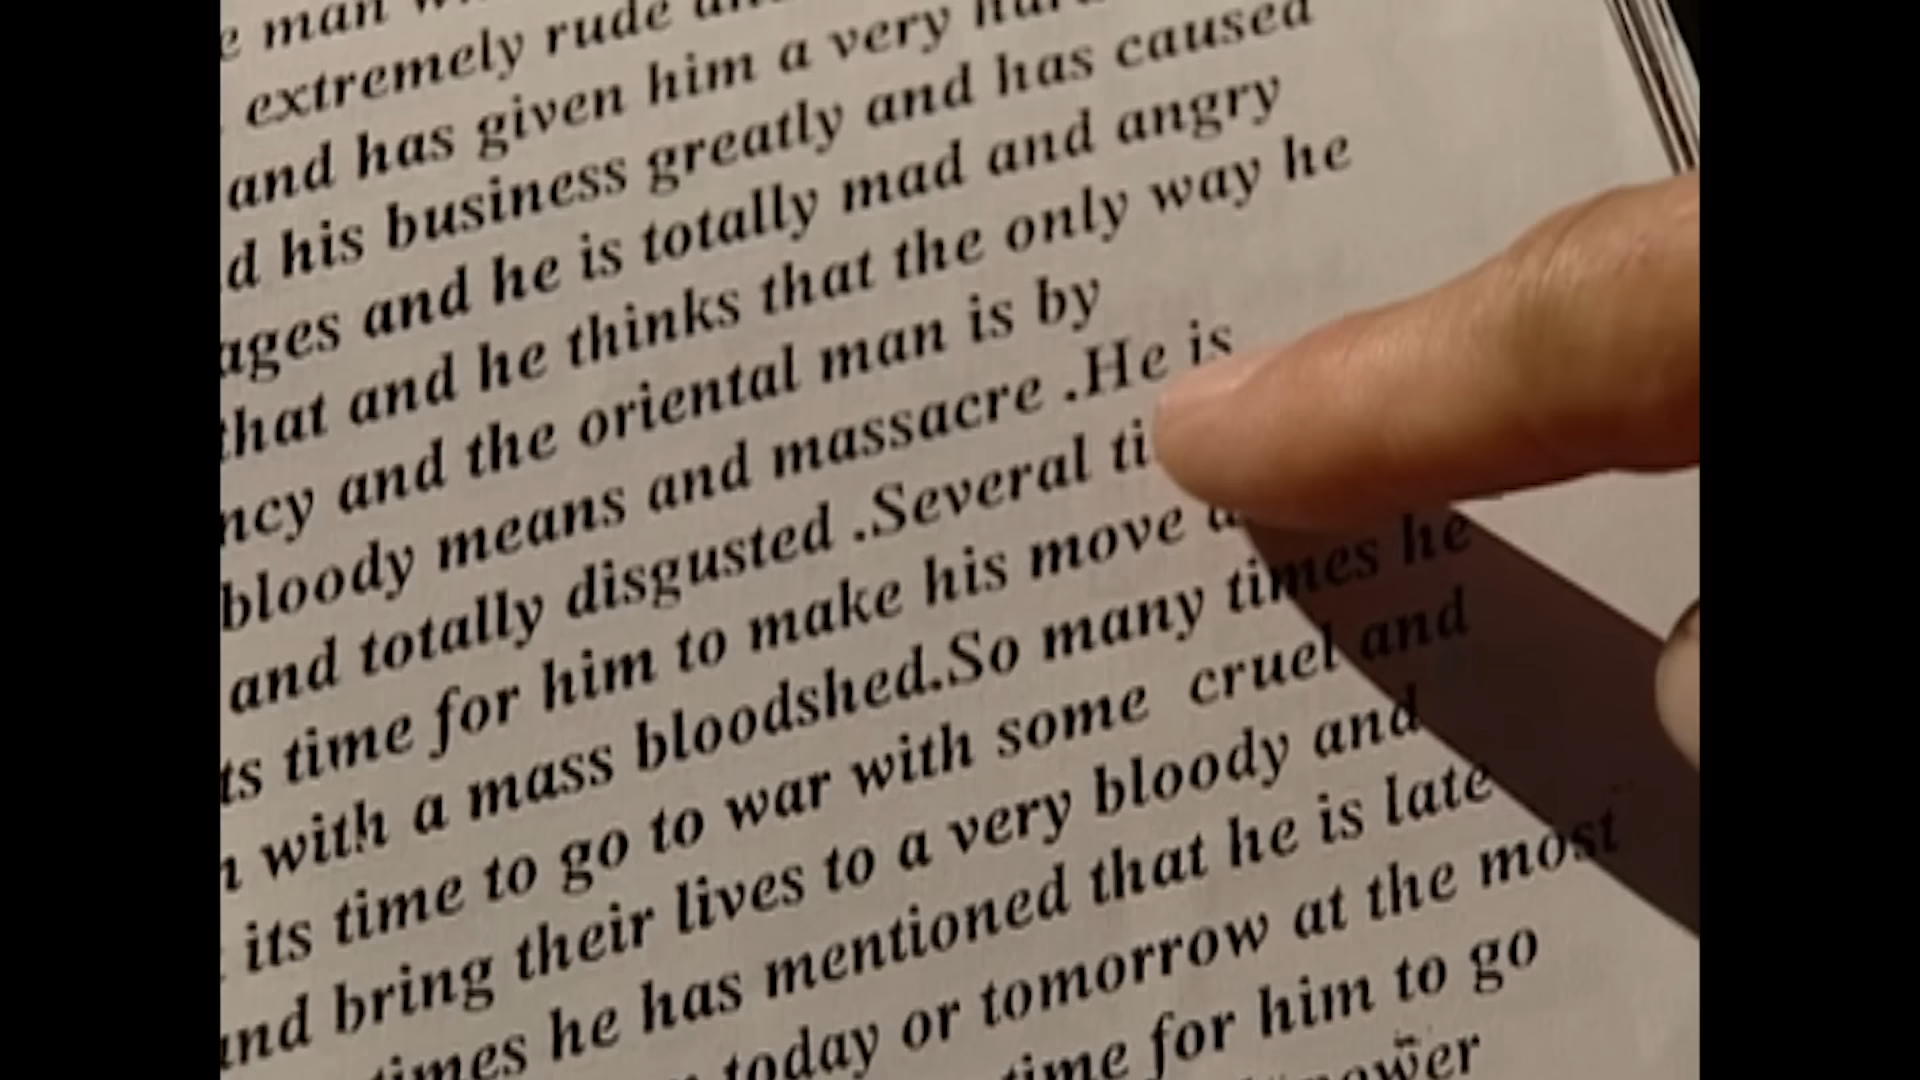 man
extremely rude
and has given him a very
his business greatly and has caused
and he is totally mad and angry
that and he thinks that the only way he
and the oriental man is by
bloody means and massacre .He is
and totally disgusted .Several
time for him to make his move
with a mass bloodshed.So many times he
its time to go to war with some cruel and
and bring their lives to a very bloody and
times he has mentioned that he is late
today or tomorrow at the most
time for him to go
power